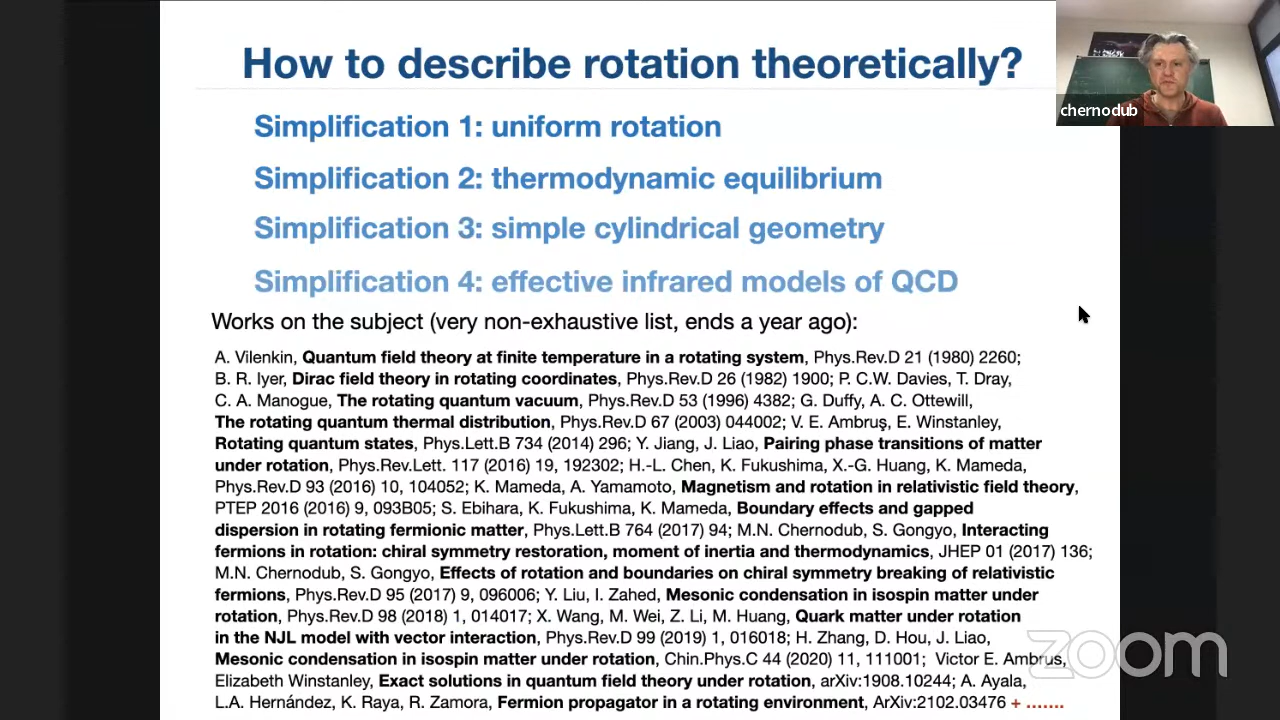 How to describe rotation theoretically?
chernodub
Simplification 1: uniform rotation
Simplification 2: thermodynamic equilibrium
Simplification 3: simple cylindrical geometry
Simplification 4: effective infrared models of QCD
Works on the subject (very non-exhaustive list, ends a year ago):
A. Vilenkin, Quantum field theory at finite temperature in a rotating system, Phys.Rev.D 21 (1980) 2260;
B. R. Iyer, Dirac field theory in rotating coordinates, Phys.Rev.D 26 (1982) 1900; P. C.W. Davies, T. Dray,
C. A. Manogue, The rotating quantum vacuum, Phys.Rev.D 53 (1996) 4382; G. Duffy, A. C. Ottewill,
The rotating quantum thermal distribution, Phys.Rev.D 67 (2003) 044002; V. E. Ambruş, E. Winstanley,
Rotating quantum states, Phys.Lett.B 734 (2014) 296; Y. Jiang, J. Liao, Pairing phase transitions of matter
under rotation, Phys.Rev.Lett. 117 (2016) 19, 192302; H.-L. Chen, K. Fukushima, X.-G. Huang, K. Mameda,
Phys.Rev.D 93 (2016) 10, 104052; K. Mameda, A. Yamamoto, Magnetism and rotation in relativistic field theory,
PTEP 2016 (2016) 9, 093B05; S. Ebihara, K. Fukushima, K. Mameda, Boundary effects and gapped
dispersion in rotating fermionic matter, Phys.Lett.B 764 (2017) 94; M.N. Chernodub, S. Gongyo, Interacting
fermions in rotation: chiral symmetry restoration, moment of inertia and thermodynamics, JHEP 01 (2017) 136;
M.N. Chernodub, S. Gongyo, Effects of rotation and boundaries on chiral symmetry breaking of relativistic
fermions, Phys.Rev.D 95 (2017) 9, 096006; Y. Liu, I. Zahed, Mesonic condensation in isospin matter under
rotation, Phys.Rev.D 98 (2018) 1, 014017; X. Wang, M. Wei, Z. Li, M. Huang, Quark matter under rotation
in the NJL model with vector interaction, Phys.Rev.D 99 (2019) 1, 016018; H. Zhang, D. Hou, J. Liao,
Mesonic condensation in isospin matter under rotation, Chin.Phys.C 44 (2020) 11, 111001; Victor E. Ambrus,
Elizabeth Winstanley, Exact solutions in quantum field theory under rotation, arXiv:1908.10244; A. Ayala,
L.A. Hernández, K. Raya, R. Zamora, Fermion propagator in a rotating environment, ArXiv:2102.03476 + .......
zoom